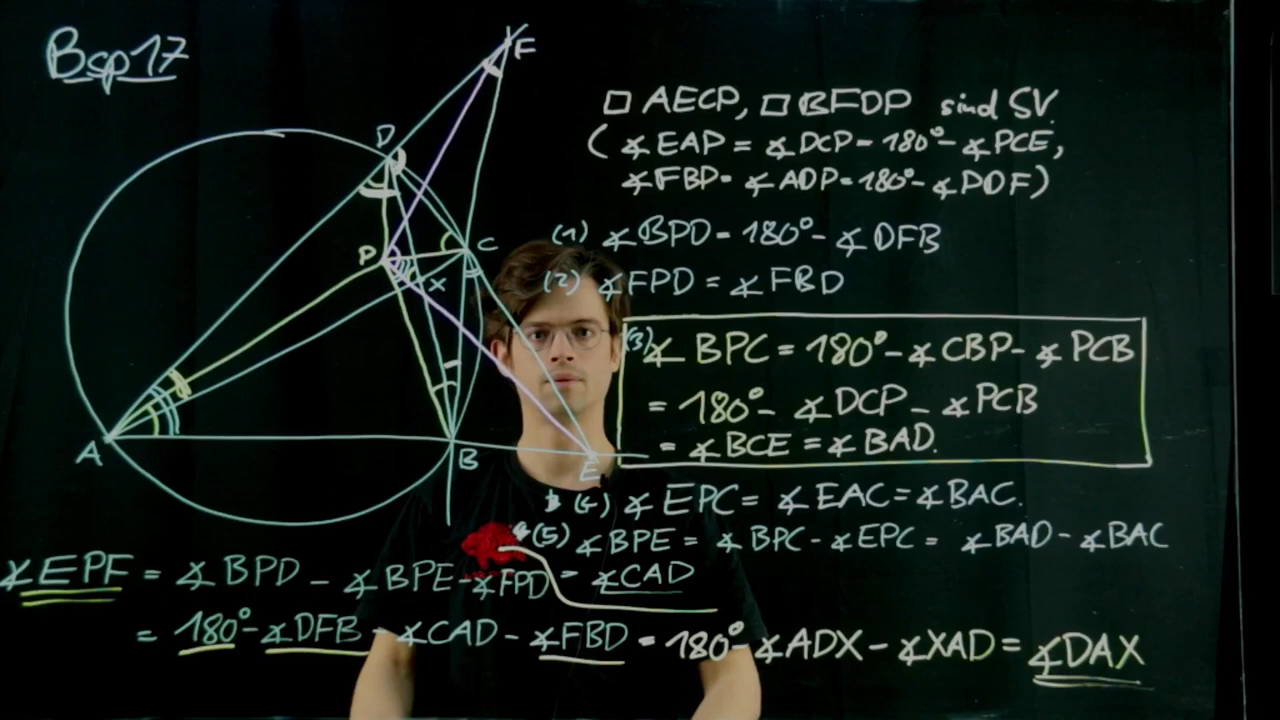 Bsp17
F
D
P
C
X
A
B
E
□ AECP, □ BFDP sind SV.
(∡EAP = ∡DCP = 180° - ∡PCE,
∡FBP = ∡ADP = 180° - ∡PDF)
(1) ∡BPD = 180° - ∡DFB
(2) ∡FPD = ∡FBD
(3) ∡BPC = 180° - ∡CBP - ∡PCB
= 180° - ∡DCP - ∡PCB
= ∡BCE = ∡BAD.
(4) ∡EPC = ∡EAC = ∡BAC.
(5) ∡BPE = ∡BPC - ∡EPC = ∡BAD - ∡BAC
= ∡CAD
∡EPF = ∡BPD - ∡BPE - ∡FPD
= 180° - ∡DFB - ∡CAD - ∡FBD = 180° - ∡ADX - ∡XAD = ∡DAX